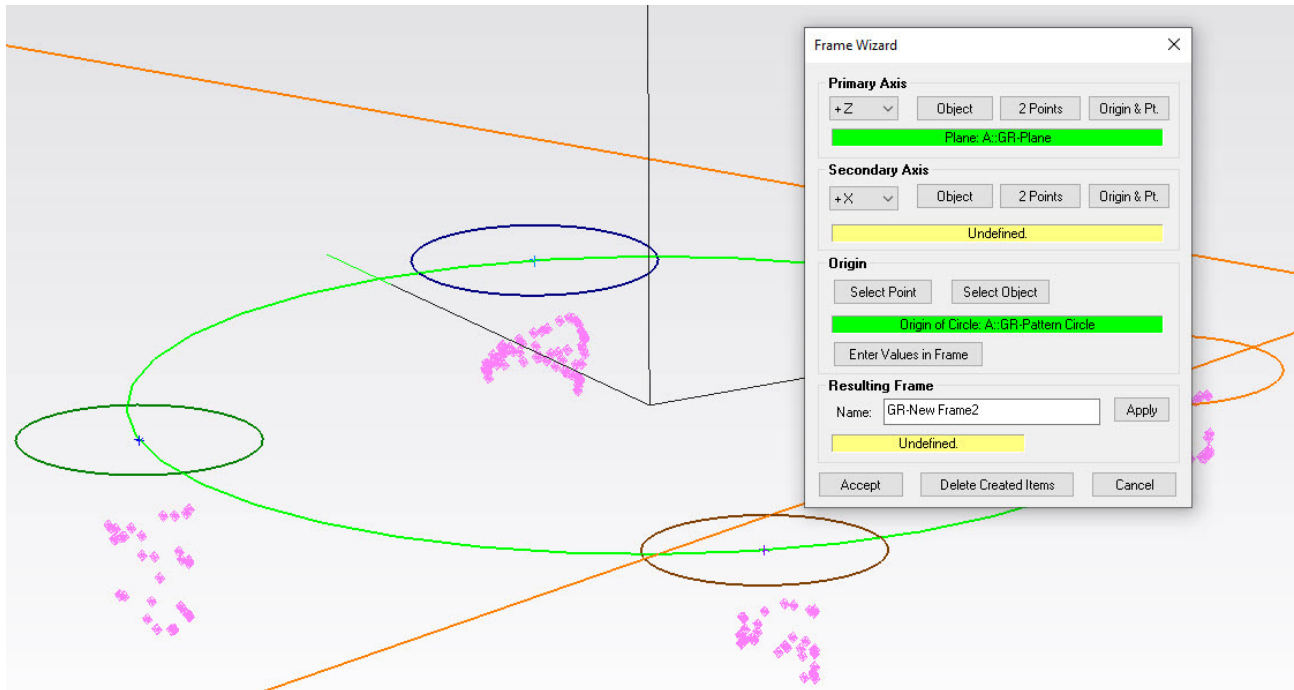 Frame Wizard
Primary Axis
+Z Object 2 Points Origin & Pt.
Plane: A::GR-Plane
Secondary Axis
+X Object 2 Points Origin & Pt.
Undefined.
Origin
Select Point Select Object
Origin of Circle: A::GR-Pattern Circle
Enter Values in Frame
Resulting Frame
Name: GR-New Frame2 Apply
Undefined.
Accept Delete Created Items Cancel